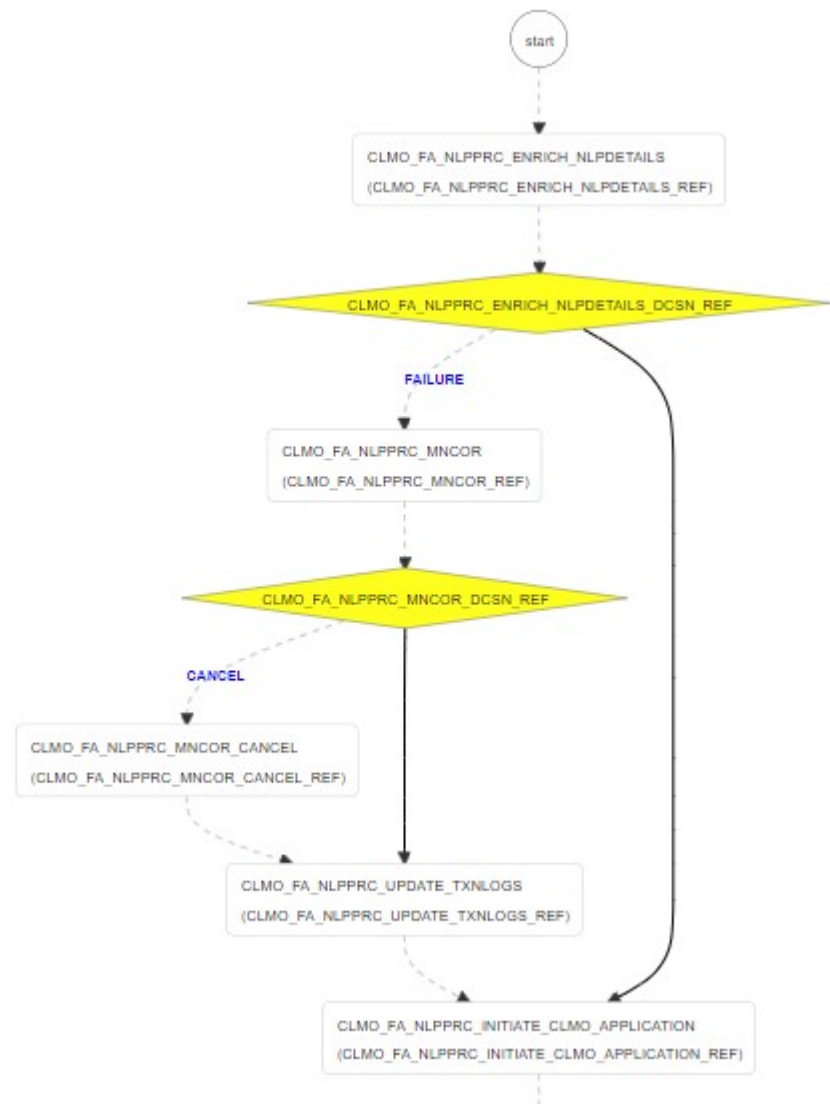 start
CLMO_FA_NLPPRC_ENRICH_NLPDETAILS
(CLMO_FA_NLPPRC_ENRICH_NLPDETAILS_REF)
CLMO_FA_NLPPRC_ENRICH_NLPDETAILS_DCSN_REF
FAILURE
CLMO_FA_NLPPRC_MNCOR
(CLMO_FA_NLPPRC_MNCOR_REF)
CLMO_FA_NLPPRC_MNCOR_DCSN_REF
CANCEL
CLMO_FA_NLPPRC_MNCOR_CANCEL
(CLMO_FA_NLPPRC_MNCOR_CANCEL_REF)
CLMO_FA_NLPPRC_UPDATE_TXNLOGS
(CLMO_FA_NLPPRC_UPDATE_TXNLOGS_REF)
CLMO_FA_NLPPRC_INITIATE_CLMO_APPLICATION
(CLMO_FA_NLPPRC_INITIATE_CLMO_APPLICATION_REF)